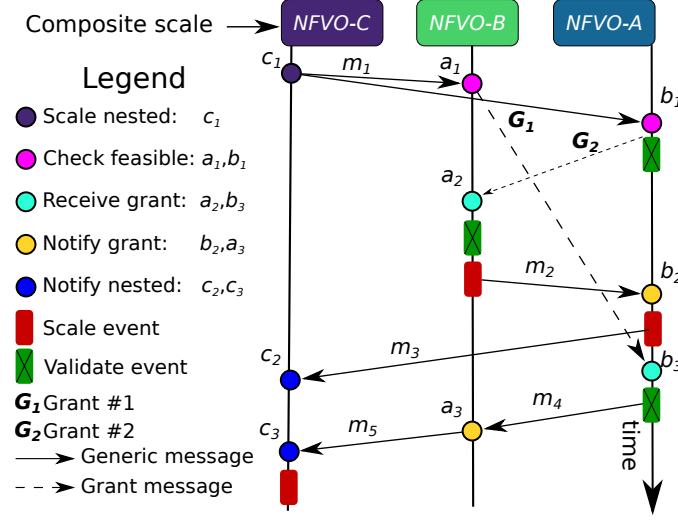 Composite scale
NFVO-C
NFVO-B
NFVO-A
c1
m1
a1
b1
Legend
Scale nested: c1
Check feasible: a1,b1
Receive grant: a2,b3
Notify grant: b2,a3
Notify nested: c2,c3
Scale event
Validate event
G1 Grant #1
G2 Grant #2
Generic message
Grant message
G1
G2
a2
m2
b2
m3
c2
b3
m4
a3
c3
m5
time